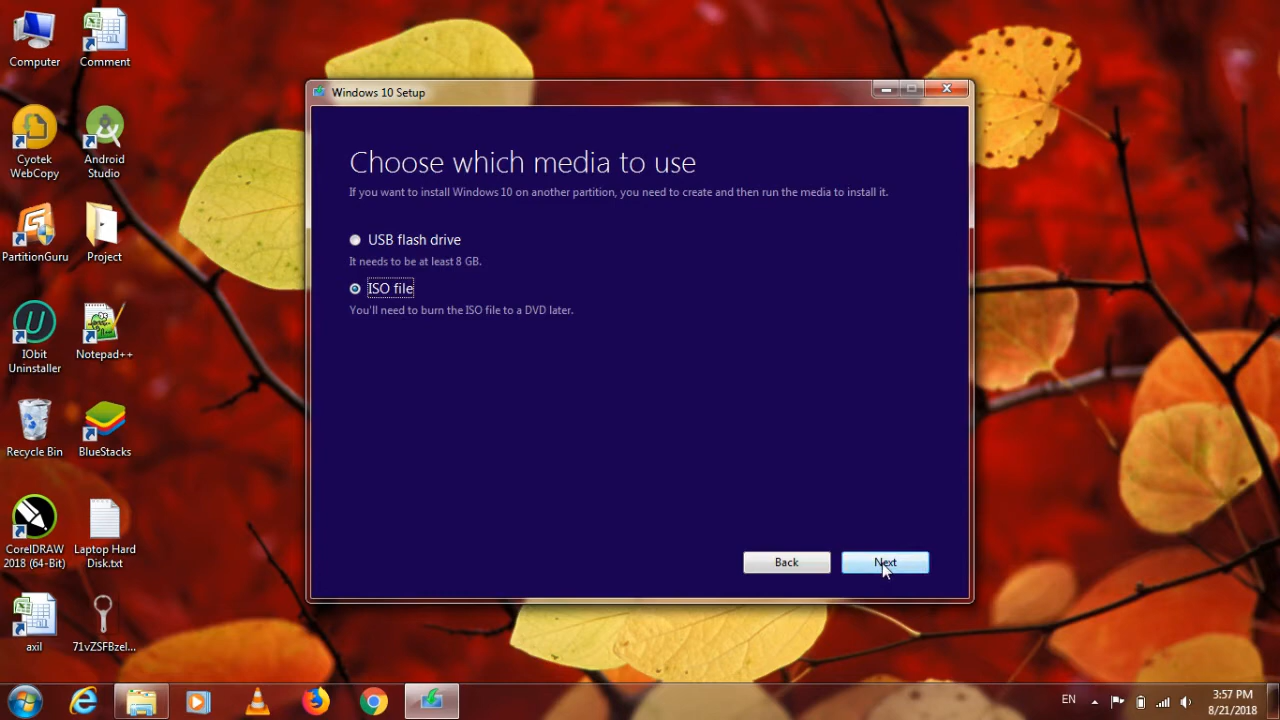 Computer
Comment
Cyotek
WebCopy
Android
Studio
PartitionGuru
Project
IObit
Uninstaller
Notepad++
Recycle Bin
BlueStacks
CorelDRAW
2018 (64-Bit)
Laptop Hard
Disk.txt
axil
71vZSFBzel...
Windows 10 Setup
Choose which media to use
If you want to install Windows 10 on another partition, you need to create and then run the media to install it.
USB flash drive
It needs to be at least 8 GB.
ISO file
You'll need to burn the ISO file to a DVD later.
Back
Next
EN
3:57 PM
8/21/2018